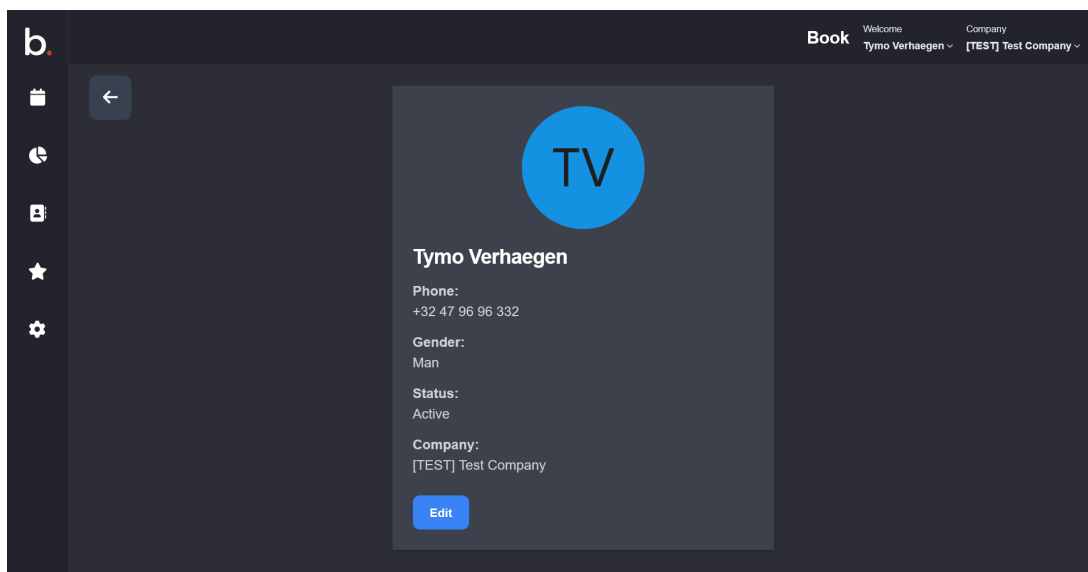 b.
Book
Welcome
Tymo Verhaegen
Company
[TEST] Test Company
TV
Tymo Verhaegen
Phone:
+32 47 96 96 332
Gender:
Man
Status:
Active
Company:
[TEST] Test Company
Edit